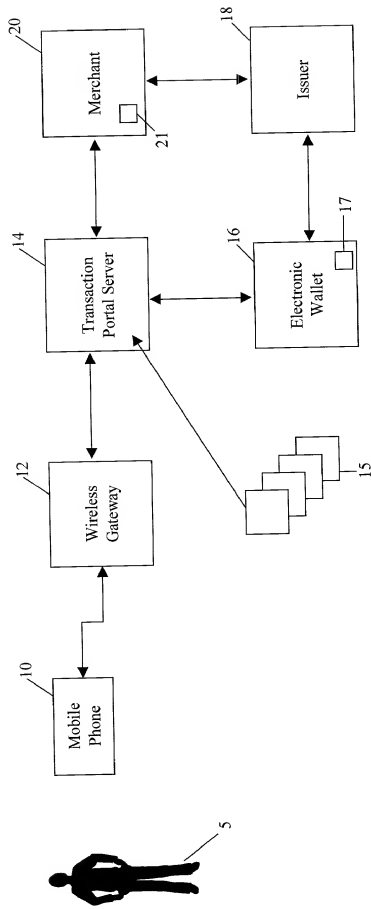 5
10
Mobile
Phone
12
Wireless
Gateway
14
Transaction
Portal Server
20
Merchant
21
15
16
Electronic
Wallet
17
18
Issuer